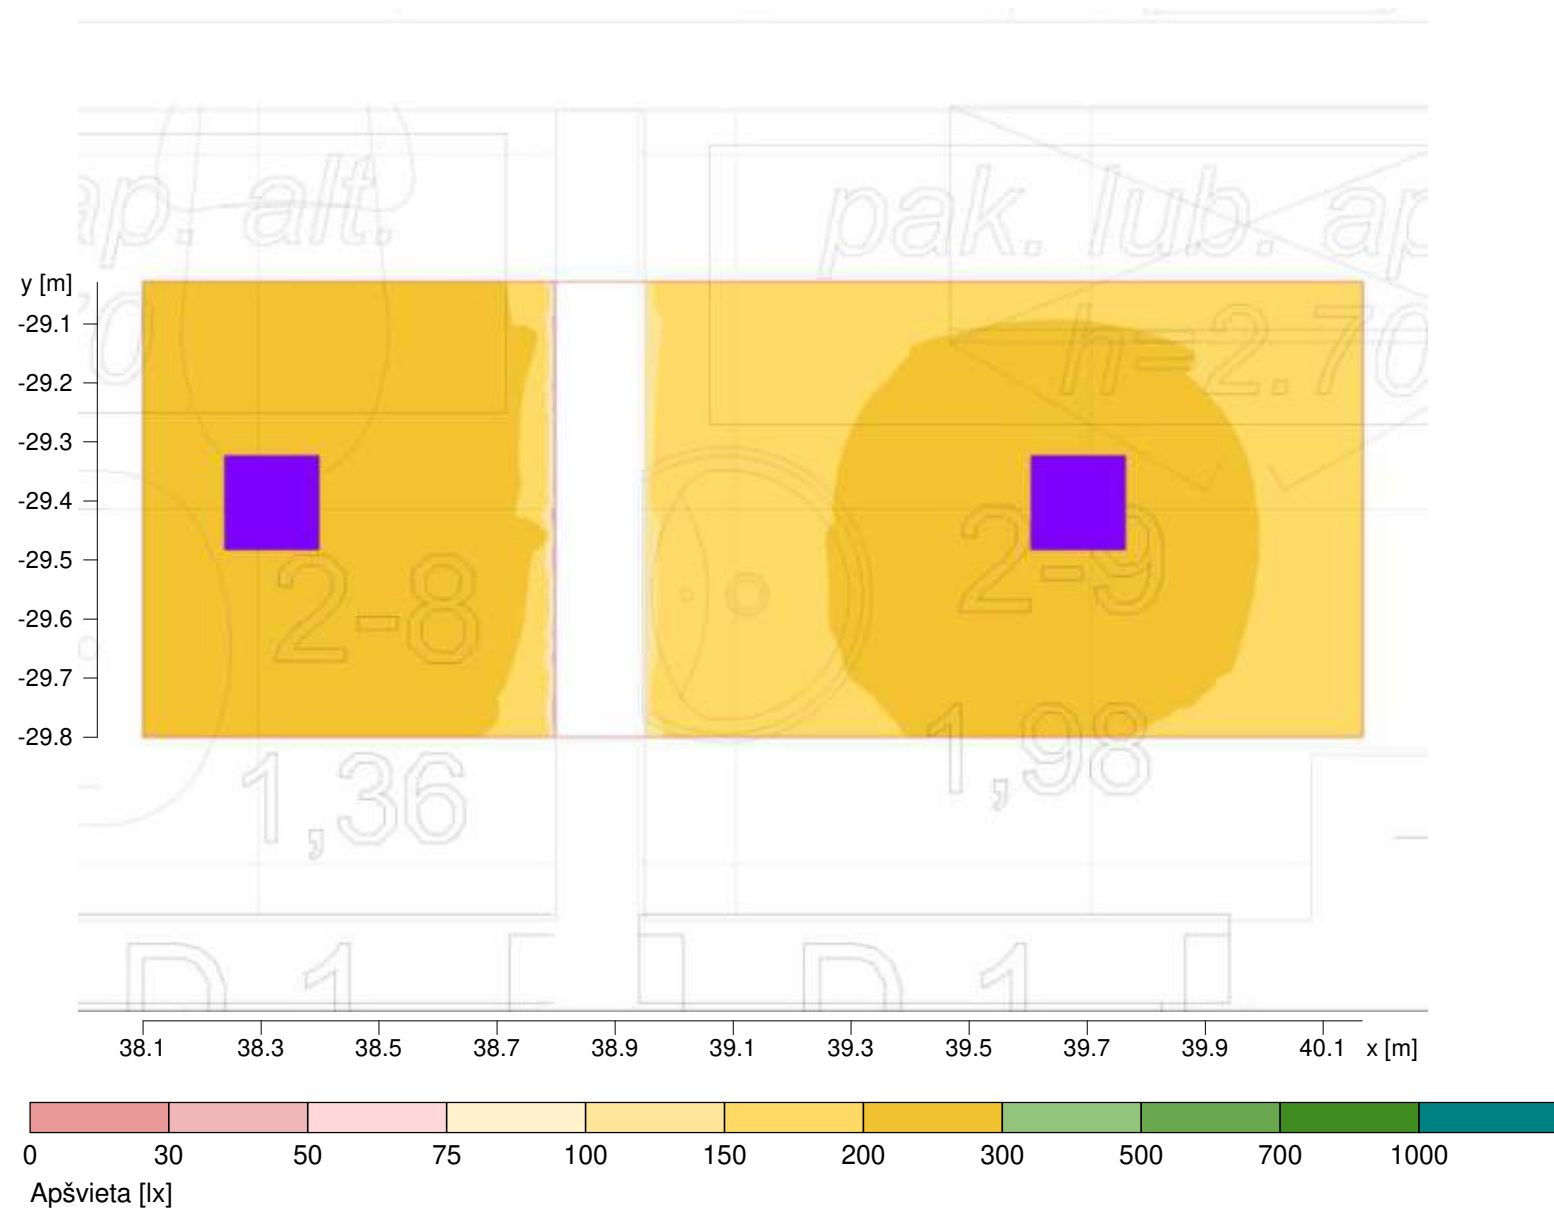 ap. alt.
pak. lub. ap
y [m]
-29.1
70
h=2.70
-29.2
-29.3
-29.4
-29.5
2-8
2-9
-29.6
-29.7
-29.8
1,36
1,98
D 1
D 1
38.1 38.3 38.5 38.7 38.9 39.1 39.3 39.5 39.7 39.9 40.1 x [m]
0 30 50 75 100 150 200 300 500 700 1000
Apšvieta [lx]